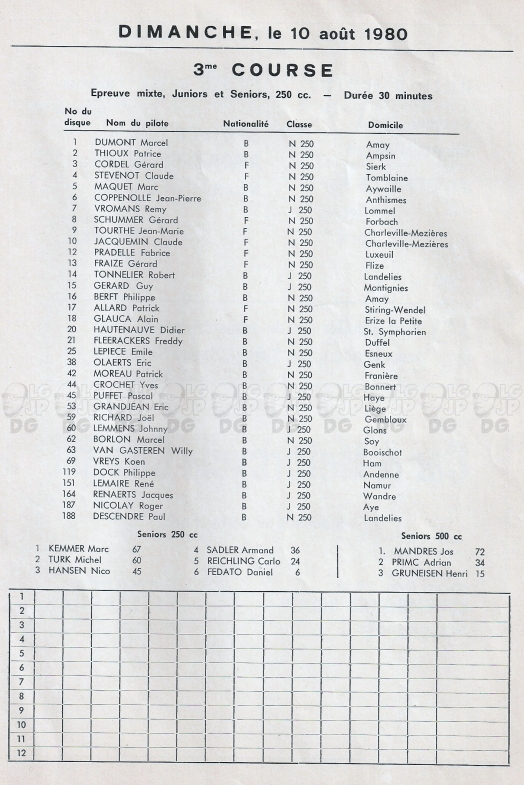 DIMANCHE, le 10 août 1980
3me COURSE
Epreuve mixte, Juniors et Seniors, 250 cc. — Durée 30 minutes
No du disque Nom du pilote Nationalité Classe Domicile
1 DUMONT Marcel B N 250 Amay
2 THIOUX Patrice B N 250 Ampsin
3 CORDEL Gérard F N 250 Sierk
4 STEVENOT Claude F N 250 Tomblaine
5 MAQUET Marc B N 250 Aywaille
6 COPPENOLLE Jean-Pierre B N 250 Anthismes
7 VROMANS Remy B J 250 Lommel
8 SCHUMMER Gérard F N 250 Forbach
9 TOURTHE Jean-Marie F N 250 Charleville-Mezières
10 JACQUEMIN Claude F N 250 Charleville-Mezières
12 PRADELLE Fabrice F N 250 Luxeuil
13 FRAIZE Gérard F N 250 Flize
14 TONNELIER Robert B J 250 Landelies
15 GERARD Guy B J 250 Montignies
16 BERFT Philippe B N 250 Amay
17 ALLARD Patrick F N 250 Stiring-Wendel
18 GLAUCA Alain F N 250 Erize la Petite
20 HAUTENAUVE Didier B J 250 St. Symphorien
21 FLEERACKERS Freddy B N 250 Duffel
25 LEPIECE Emile B N 250 Esneux
38 OLAERTS Eric B J 250 Genk
42 MOREAU Patrick B N 250 Franière
44 CROCHET Yves B N 250 Bonnert
45 PUFFET Pascal B J 250 Haye
53 GRANDJEAN Eric B N 250 Liège
59 RICHARD Joël B N 250 Gembloux
60 LEMMENS Johnny B J 250 Glons
62 BORLON Marcel B N 250 Soy
63 VAN GASTEREN Willy B J 250 Booischot
69 VREYS Koen B J 250 Ham
119 DOCK Philippe B J 250 Andenne
151 LEMAIRE René B J 250 Namur
164 RENAERTS Jacques B J 250 Wandre
187 NICOLAY Roger B J 250 Aye
188 DESCENDRE Paul B N 250 Landelies
Seniors 250 cc Seniors 500 cc
1 KEMMER Marc 67 4 SADLER Armond 36 1. MANDRES Jos 72
2 TURK Michel 60 5 REICHLING Carlo 24 2 PRIMC Adrian 34
3 HANSEN Nico 45 6 FEDATO Daniel 6 3 GRUNEISEN Henri 15
1
2
3
4
5
6
7
8
9
10
11
12